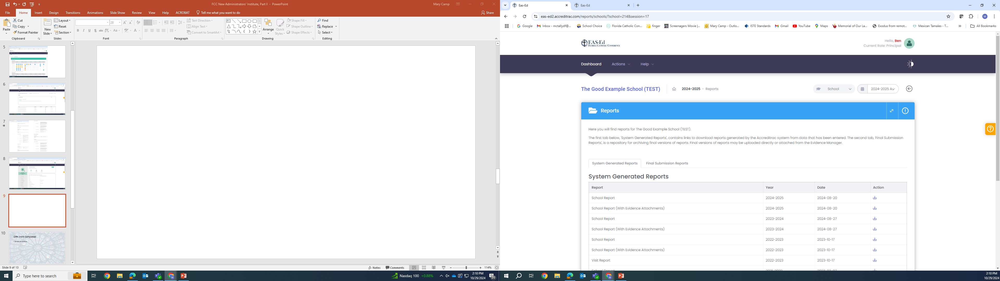 FCC New Administrators' Institute, Part II - PowerPoint
Mary Camp
File Home Insert Design Transitions Animations Slide Show Review View Help ACROBAT Tell me what you want to do
Share
Paste
Cut
Copy
Format Painter
Clipboard
New Slide
Layout
Reset
Section
Slides
28
Font
Text Direction
Align Text
Convert to SmartArt
Paragraph
Arrange
Quick Styles
Shape Fill
Shape Outline
Shape Effects
Drawing
Find
Replace
Select
Editing
5
6
7
8
9
10
CIPA Work Completed
Slide 9 of 13
Notes
Comments
114%
Type here to search
Nasdaq 100 +0.88%
2:10 PM
10/29/2024
20
Eas-Ed
Eas-Ed
eas-ed2.accreditrac.com/reports/schools/?school=214&session=17
M
Google
Inbox - mctallydf@...
School Choice
Florida Catholic Con...
finger
Screenagers Movie |...
Mary Camp - Outlo...
ISTE Standards
Gmail
YouTube
Maps
Memorial of Our La...
Exodus from remot...
Mexican Tamales - T...
All Bookmarks
EAS-Ed
Florida Catholic Conference
Hello, Ben
Current Role: Principal
Dashboard Actions Help
The Good Example School (TEST)
2024-2025 - Reports
School
2024-2025 A
Reports
Here you will find reports for The Good Example School (TEST).
The first tab below, 'System Generated Reports', contains links to download reports generated by the Accreditrac system from data that has been entered. The second tab, 'Final Submission
Reports', is a repository for archiving final versions of reports. Final versions of reports may be uploaded directly or attached from the Evidence Manager.
System Generated Reports Final Submission Reports
System Generated Reports
Report Year Date Action
School Report 2024-2025 2024-08-20
School Report (With Evidence Attachments) 2024-2025 2024-08-20
School Report 2023-2024 2024-08-27
School Report (With Evidence Attachments) 2023-2024 2024-08-27
School Report 2022-2023 2023-10-17
School Report (With Evidence Attachments) 2022-2023 2023-10-17
Visit Report 2022-2023 2023-10-17
2:10 PM
10/29/2024